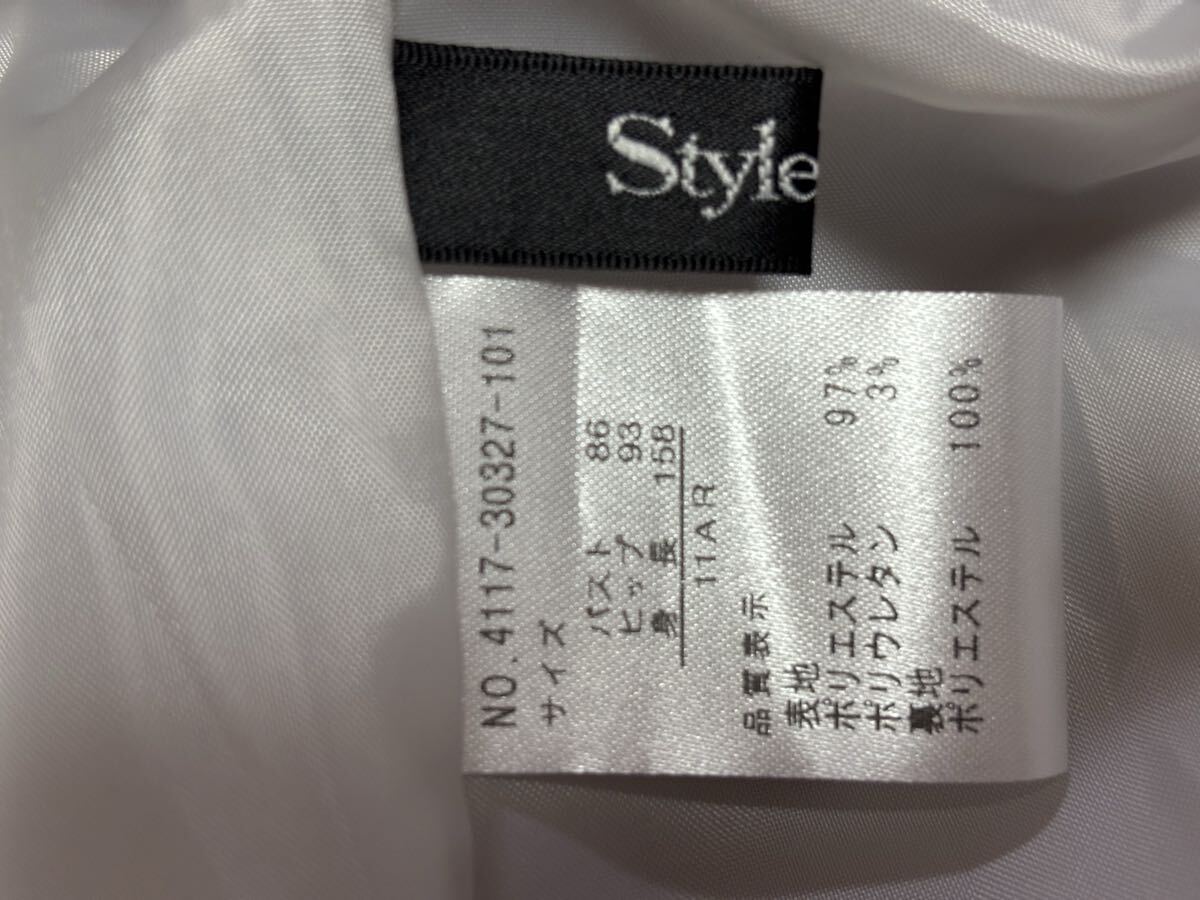 Style
NO.4117-30327-101
サイズ
バスト 86
ヒップ 93
身 長 158
11AR
品質表示
表地
ポリエステル 97%
ポリウレタン 3%
裏地
ポリエステル 100%